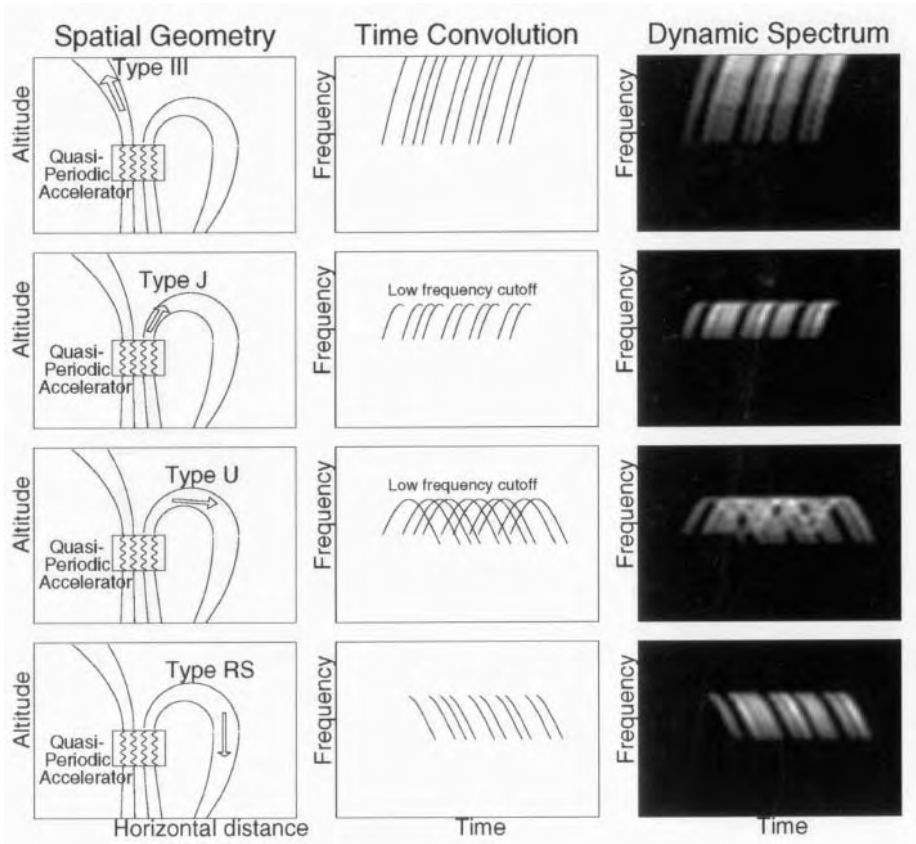 Spatial Geometry
Time Convolution
Dynamic Spectrum
Altitude
Type III
Quasi-
Periodic
Accelerator
Frequency
Frequency
Altitude
Type J
Quasi-
Periodic
Accelerator
Frequency
Low frequency cutoff
Frequency
Altitude
Type U
Quasi-
Periodic
Accelerator
Frequency
Low frequency cutoff
Frequency
Altitude
Type RS
Quasi-
Periodic
Accelerator
Horizontal distance
Frequency
Time
Frequency
Time